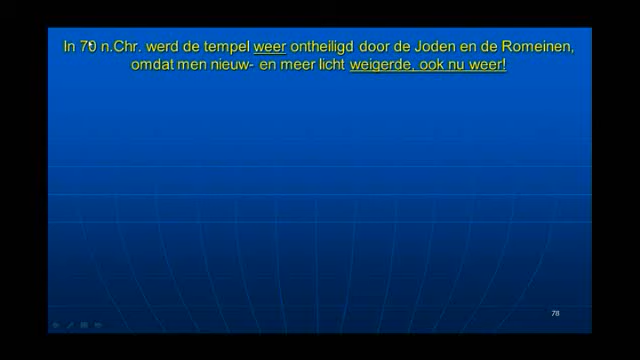 In 70 n.Chr. werd de tempel weer ontheiligd door de Joden en de Romeinen,
omdat men nieuw- en meer licht weigerde, ook nu weer!
78